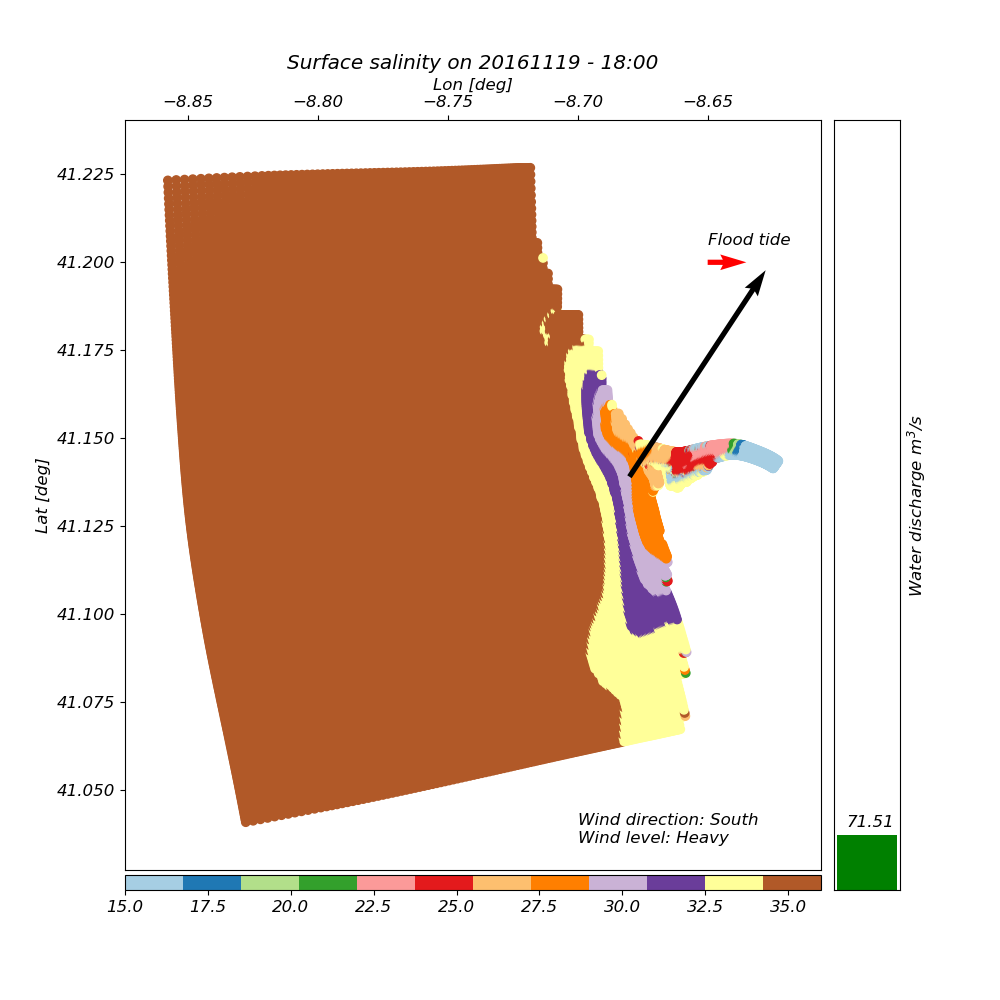 Surface salinity on 20161119 - 18:00
Lon [deg]
−8.85 −8.80 −8.75 −8.70 −8.65
41.225
41.200
41.175
41.150
41.125
41.100
41.075
41.050
Lat [deg]
Flood tide
Wind direction: South
Wind level: Heavy
15.0 17.5 20.0 22.5 25.0 27.5 30.0 32.5 35.0
71.51
Water discharge m³/s